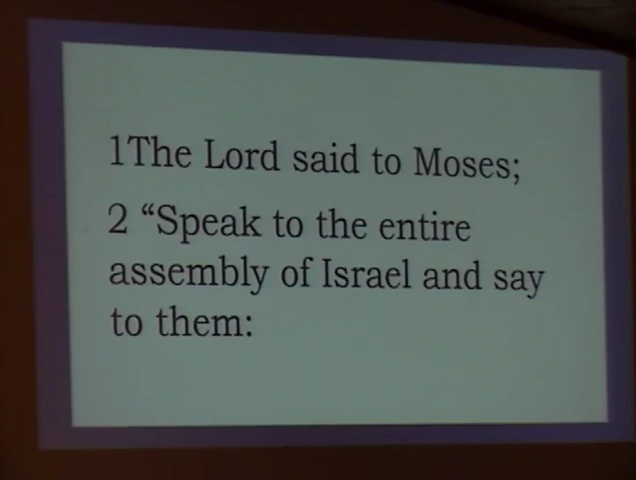 1The Lord said to Moses;
2 “Speak to the entire
assembly of Israel and say
to them: